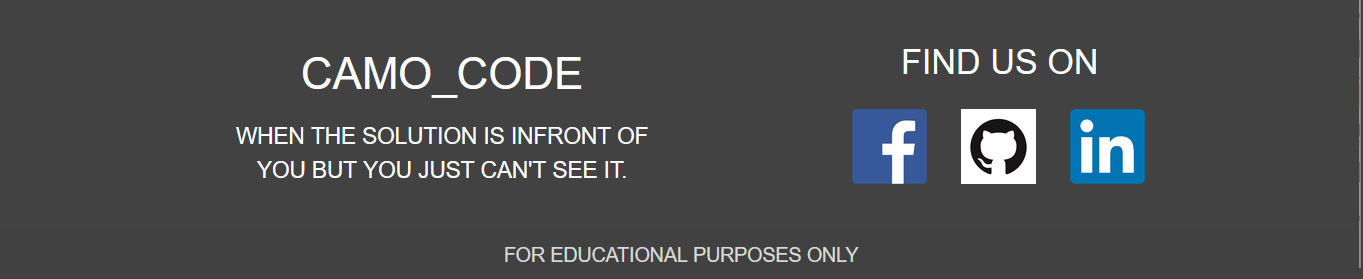 CAMO_CODE
WHEN THE SOLUTION IS INFRONT OF
YOU BUT YOU JUST CAN'T SEE IT.
FIND US ON
f
in
FOR EDUCATIONAL PURPOSES ONLY